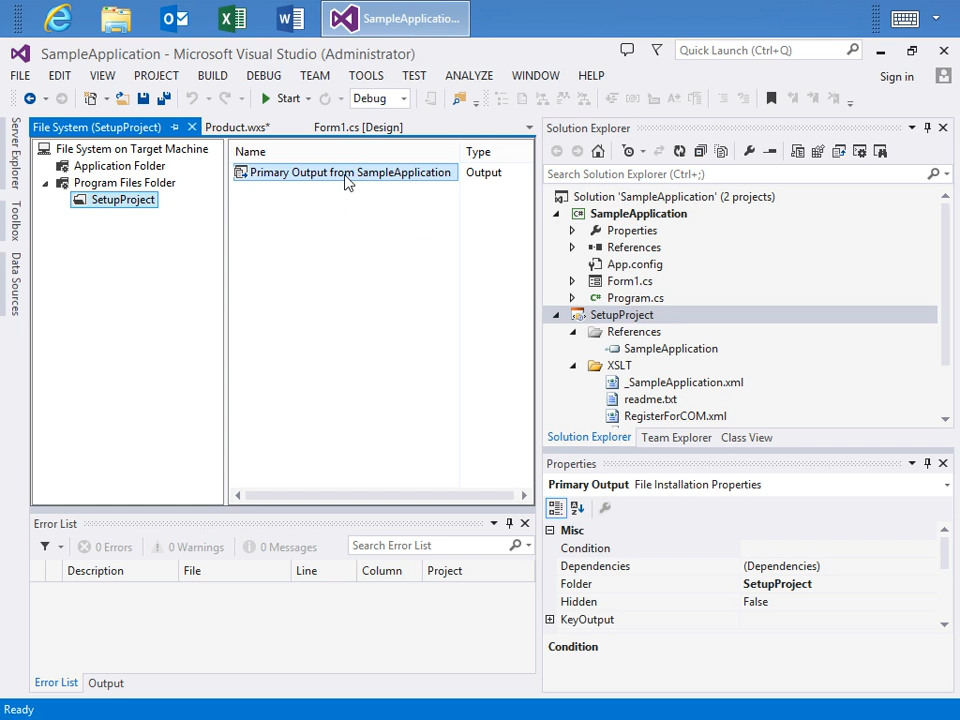 SampleApplicatio...
SampleApplication - Microsoft Visual Studio (Administrator)
Quick Launch (Ctrl+Q)
FILE EDIT VIEW PROJECT BUILD DEBUG TEAM TOOLS TEST ANALYZE WINDOW HELP Sign in
Start Debug
Server Explorer
Toolbox
Data Sources
File System (SetupProject) Product.wxs* Form1.cs [Design]
File System on Target Machine
Application Folder
Program Files Folder
SetupProject
Name Type
Primary Output from SampleApplication Output
Solution Explorer
Search Solution Explorer (Ctrl+;)
Solution 'SampleApplication' (2 projects)
SampleApplication
Properties
References
App.config
Form1.cs
Program.cs
SetupProject
References
SampleApplication
XSLT
_SampleApplication.xml
readme.txt
RegisterForCOM.xml
Solution Explorer Team Explorer Class View
Properties
Primary Output File Installation Properties
Misc
Condition
Dependencies (Dependencies)
Folder SetupProject
Hidden False
KeyOutput
Condition
Error List
0 Errors 0 Warnings 0 Messages Search Error List
Description File Line Column Project
Error List Output
Ready